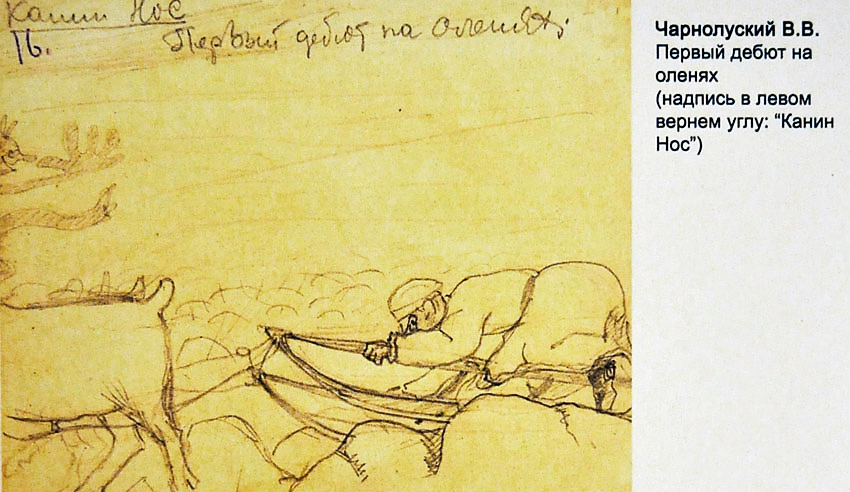 Канин Нос
16. Первый дебют на оленях.
Чарнолуский В.В.
Первый дебют на
оленях
(надпись в левом
вернем углу: “Канин
Нос”)